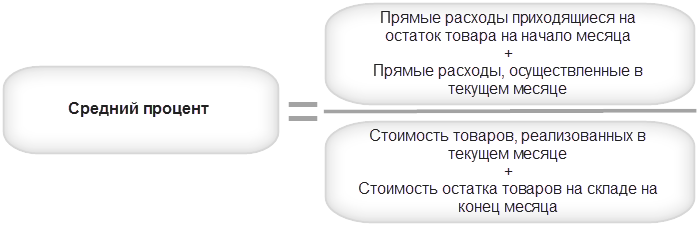 Средний процент
=
Прямые расходы приходящиеся на
остаток товара на начало месяца
+
Прямые расходы, осуществленные в
текущем месяце
Стоимость товаров, реализованных в
текущем месяце
+
Стоимость остатка товаров на складе на
конец месяца